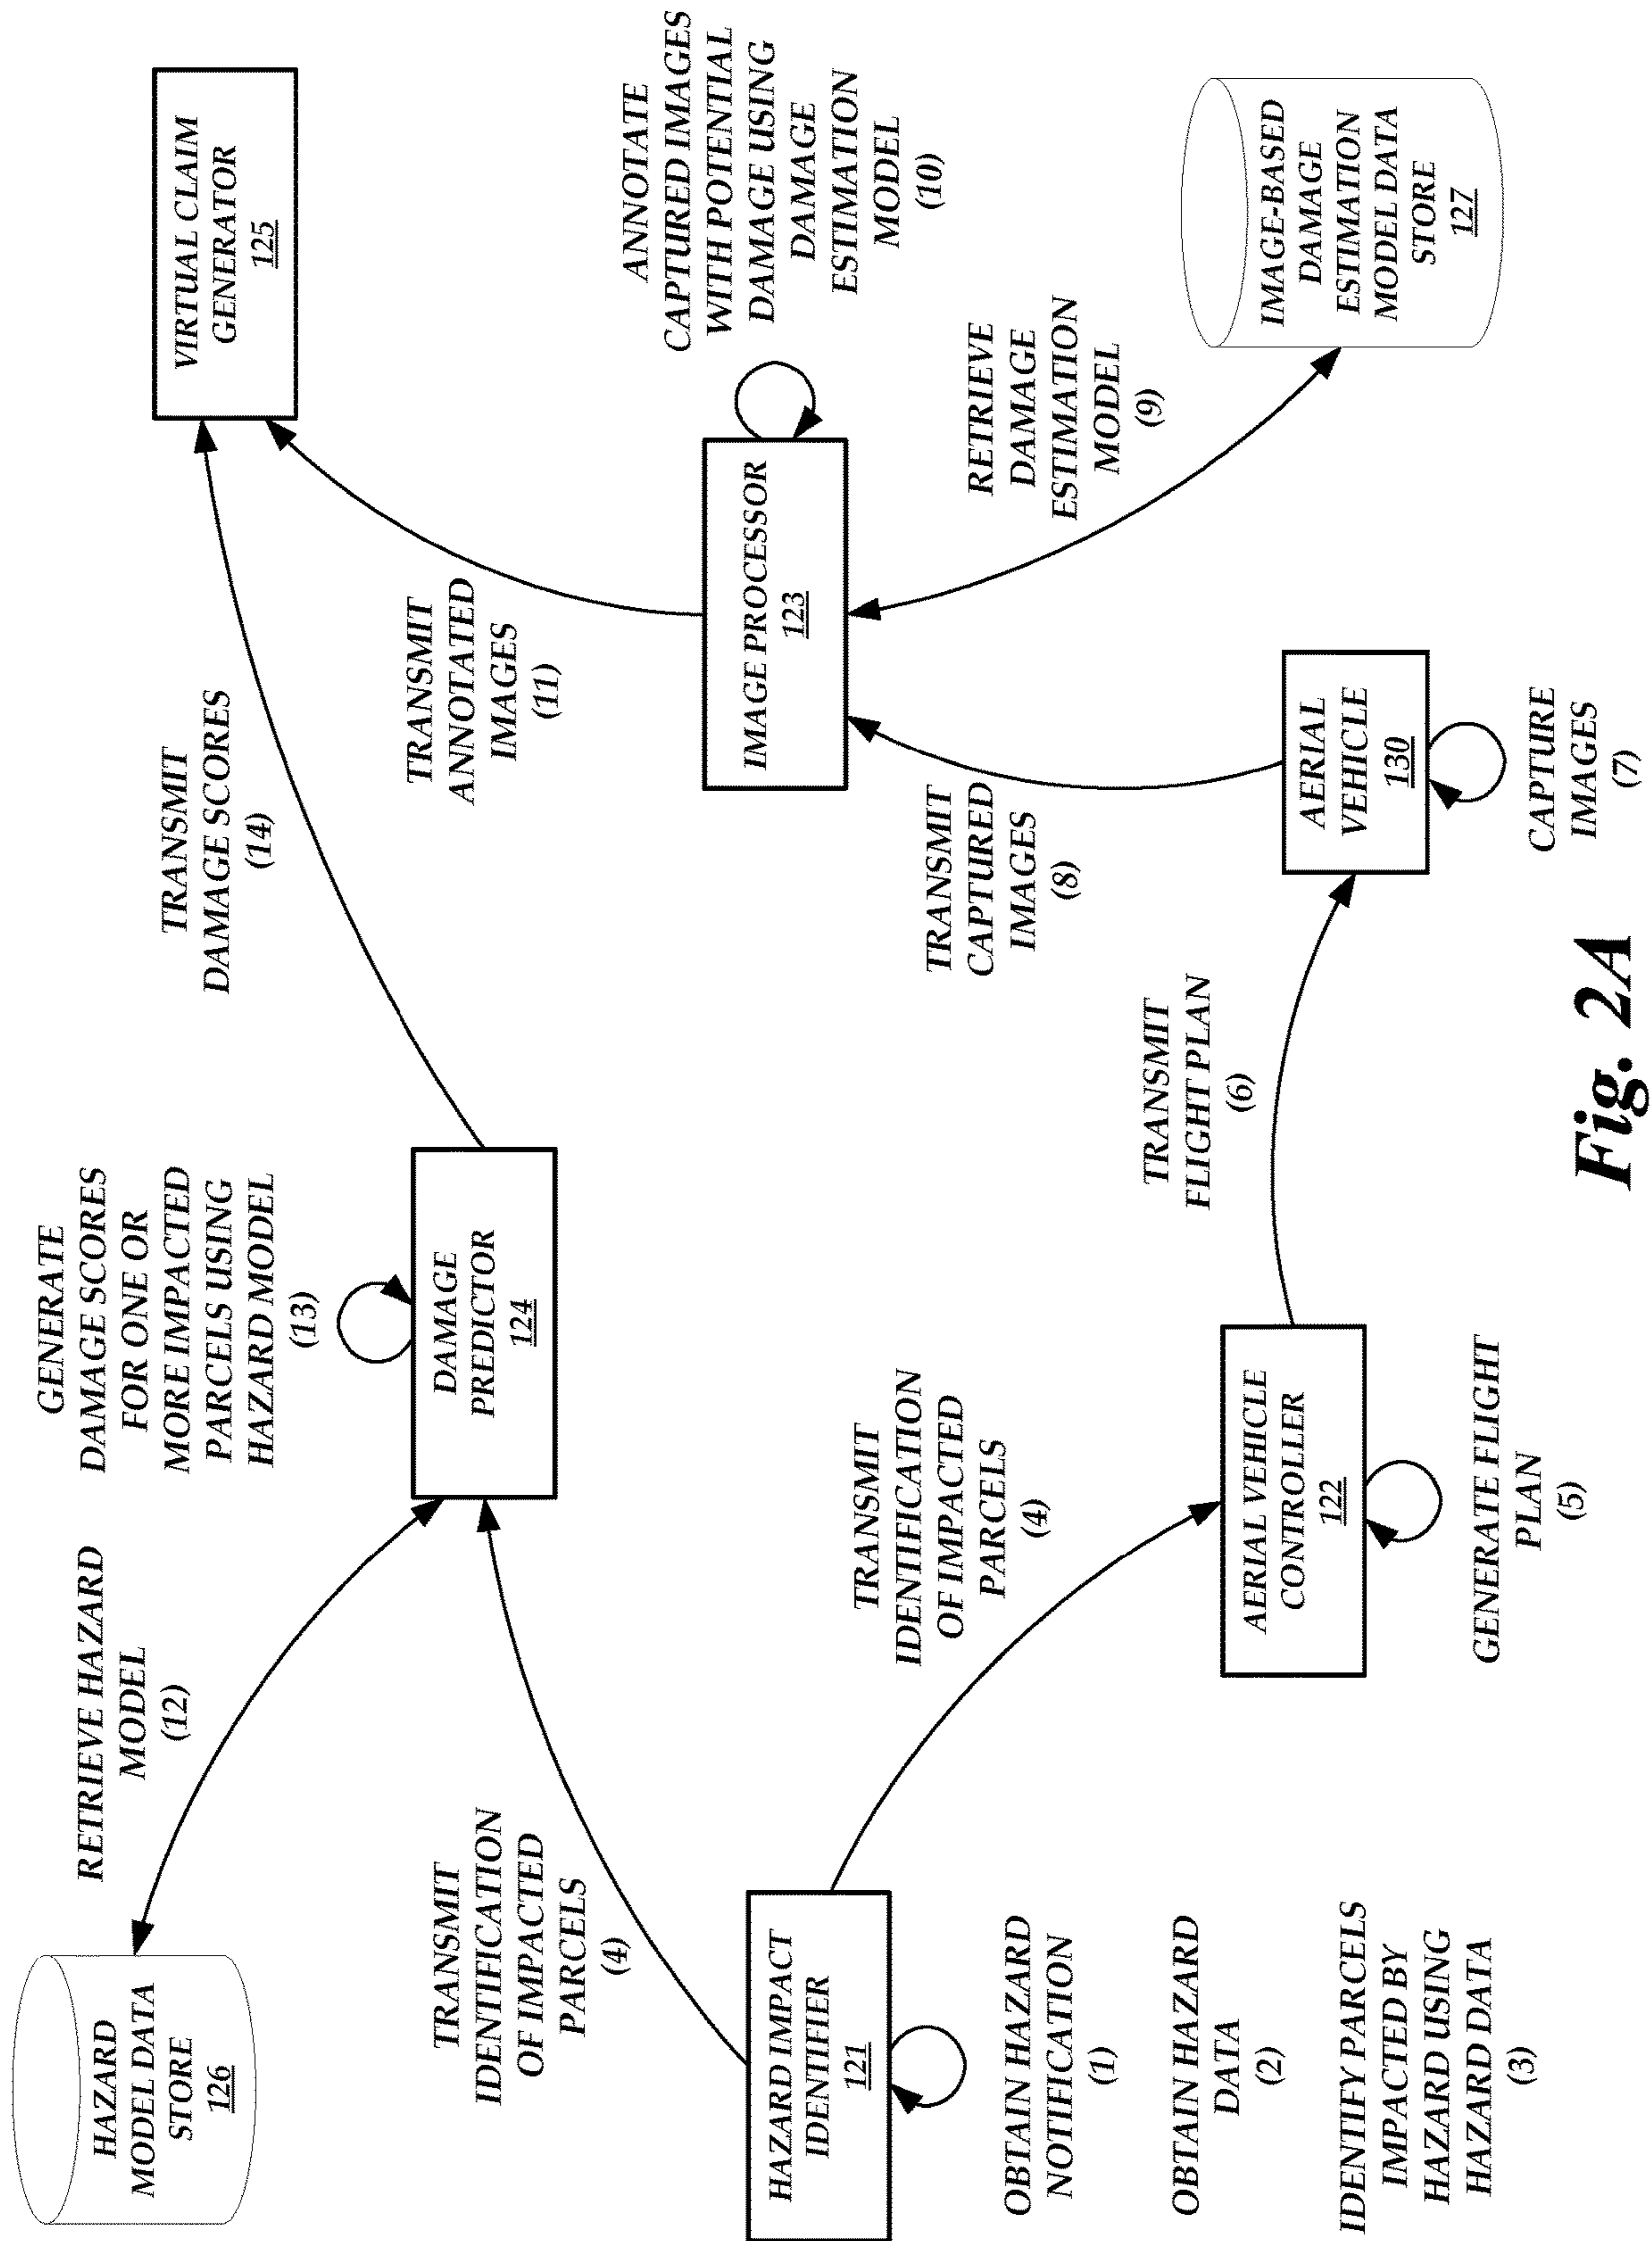 HAZARD
MODEL DATA
STORE
126
RETRIEVE HAZARD
MODEL
(12)
GENERATE
DAMAGE SCORES
FOR ONE OR
MORE IMPACTED
PARCELS USING
HAZARD MODEL
(13)
DAMAGE
PREDICTOR
124
TRANSMIT
DAMAGE SCORES
(14)
VIRTUAL CLAIM
GENERATOR
125
TRANSMIT
IDENTIFICATION
OF IMPACTED
PARCELS
(4)
TRANSMIT
ANNOTATED
IMAGES
(11)
ANNOTATE
CAPTURED IMAGES
WITH POTENTIAL
DAMAGE USING
DAMAGE
ESTIMATION
MODEL
(10)
HAZARD IMPACT
IDENTIFIER
121
IMAGE PROCESSOR
123
TRANSMIT
IDENTIFICATION
OF IMPACTED
PARCELS
(4)
TRANSMIT
CAPTURED
IMAGES
(8)
RETRIEVE
DAMAGE
ESTIMATION
MODEL
(9)
OBTAIN HAZARD
NOTIFICATION
(1)
OBTAIN HAZARD
DATA
(2)
IDENTIFY PARCELS
IMPACTED BY
HAZARD USING
HAZARD DATA
(3)
AERIAL VEHICLE
CONTROLLER
122
TRANSMIT
FLIGHT PLAN
(6)
AERIAL
VEHICLE
130
IMAGE-BASED
DAMAGE
ESTIMATION
MODEL DATA
STORE
127
GENERATE FLIGHT
PLAN
(5)
CAPTURE
IMAGES
(7)
Fig. 2A